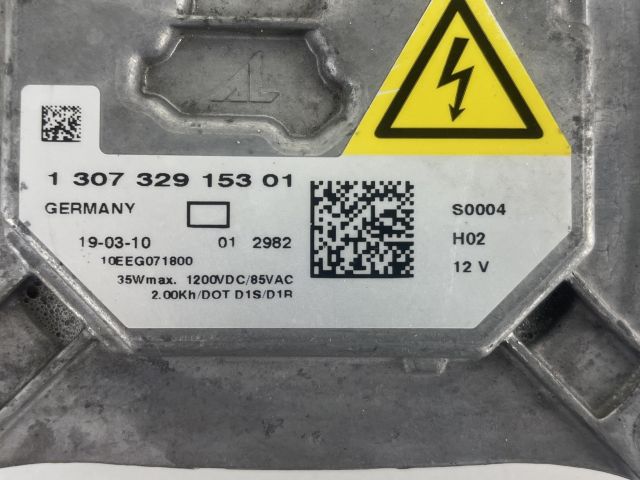 AL
1 307 329 153 01
GERMANY
S0004
19-03-10 01 2982
H02
10EEG071800
12 V
35Wmax. 1200VDC/85VAC
2.00Kh/DOT D1S/D1R